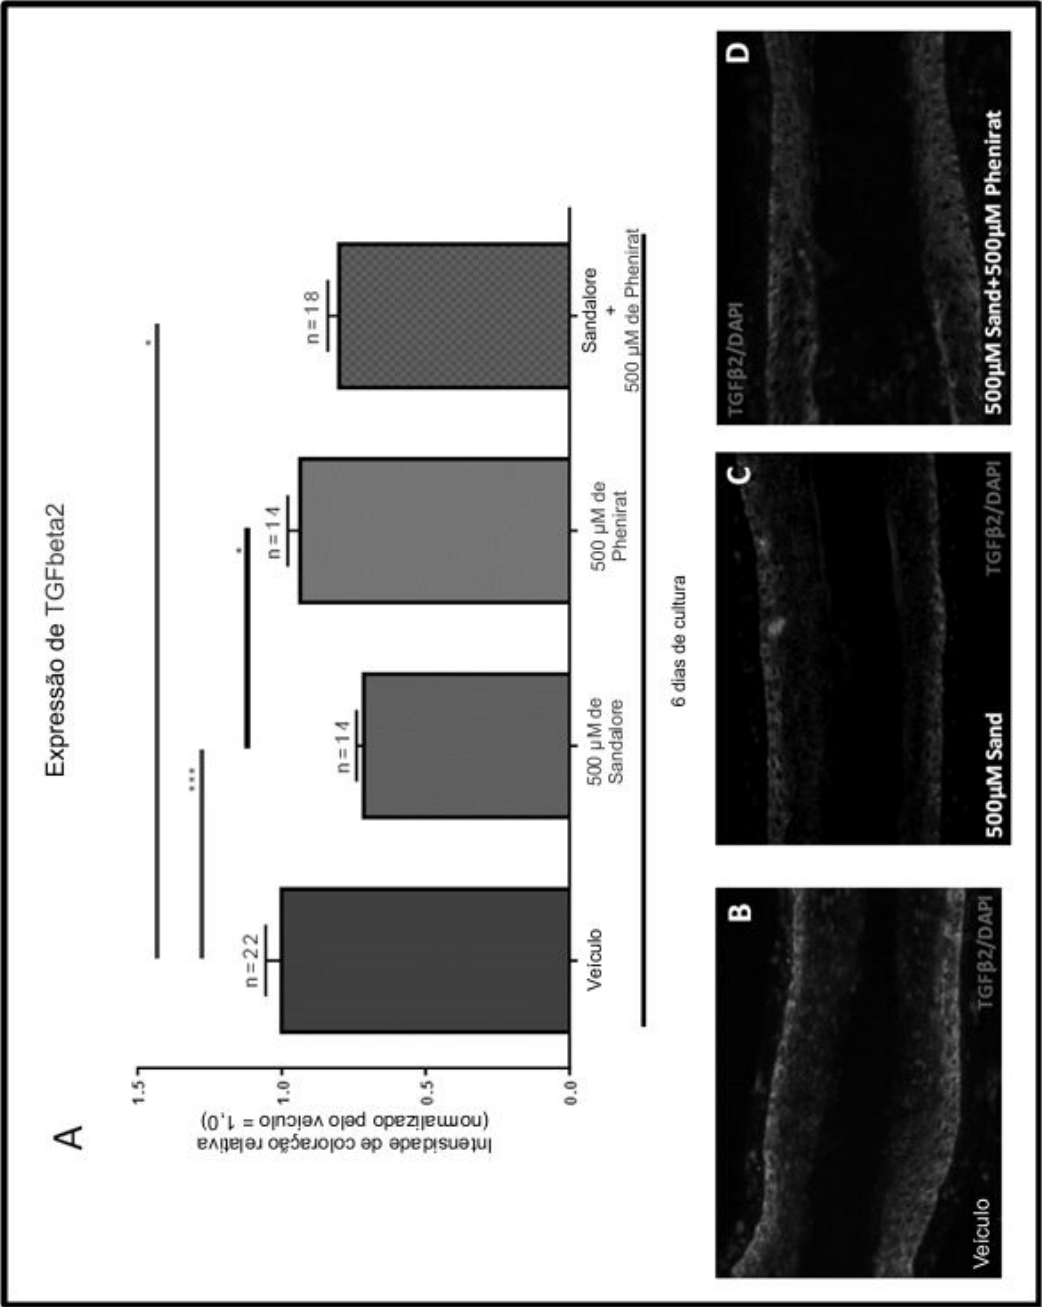 A
Expressão de TGFbeta2
*
***
*
Intensidade de coloração relativa
(normalizado pelo veículo = 1,0)
1.5
1.0
0.5
0.0
n=22
n=14
n=14
n=18
Veículo
500 µM de
Sandalore
500 µM de
Phenirat
Sandalore
+
500 µM de Phenirat
6 dias de cultura
B
Veículo
TGFβ2/DAPI
C
500µM Sand
TGFβ2/DAPI
D
TGFβ2/DAPI
500µM Sand+500µM Phenirat